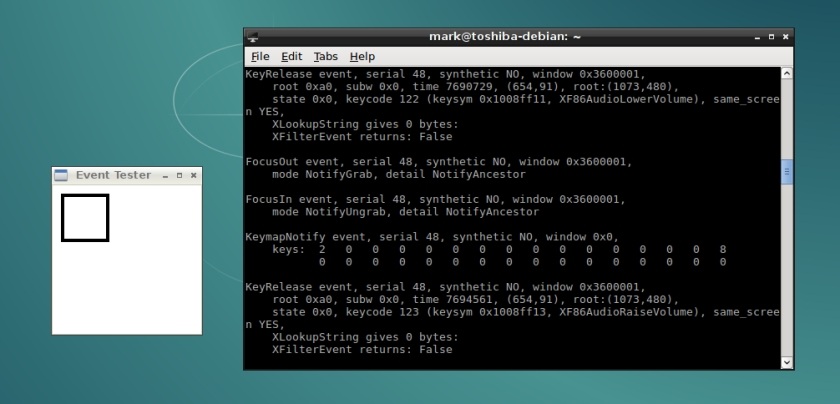 mark@toshiba-debian: ~
File Edit Tabs Help
KeyRelease event, serial 48, synthetic NO, window 0x3600001,
    root 0xa0, subw 0x0, time 7690729, (654,91), root:(1073,480),
    state 0x0, keycode 122 (keysym 0x1008ff11, XF86AudioLowerVolume), same_scree
n YES,
    XLookupString gives 0 bytes:
    XFilterEvent returns: False

FocusOut event, serial 48, synthetic NO, window 0x3600001,
    mode NotifyGrab, detail NotifyAncestor

FocusIn event, serial 48, synthetic NO, window 0x3600001,
    mode NotifyUngrab, detail NotifyAncestor

KeymapNotify event, serial 48, synthetic NO, window 0x0,
    keys:  2   0   0   0   0   0   0   0   0   0   0   0   0   0   0   8
           0   0   0   0   0   0   0   0   0   0   0   0   0   0   0   0

KeyRelease event, serial 48, synthetic NO, window 0x3600001,
    root 0xa0, subw 0x0, time 7694561, (654,91), root:(1073,480),
    state 0x0, keycode 123 (keysym 0x1008ff13, XF86AudioRaiseVolume), same_scree
n YES,
    XLookupString gives 0 bytes:
    XFilterEvent returns: False
Event Tester